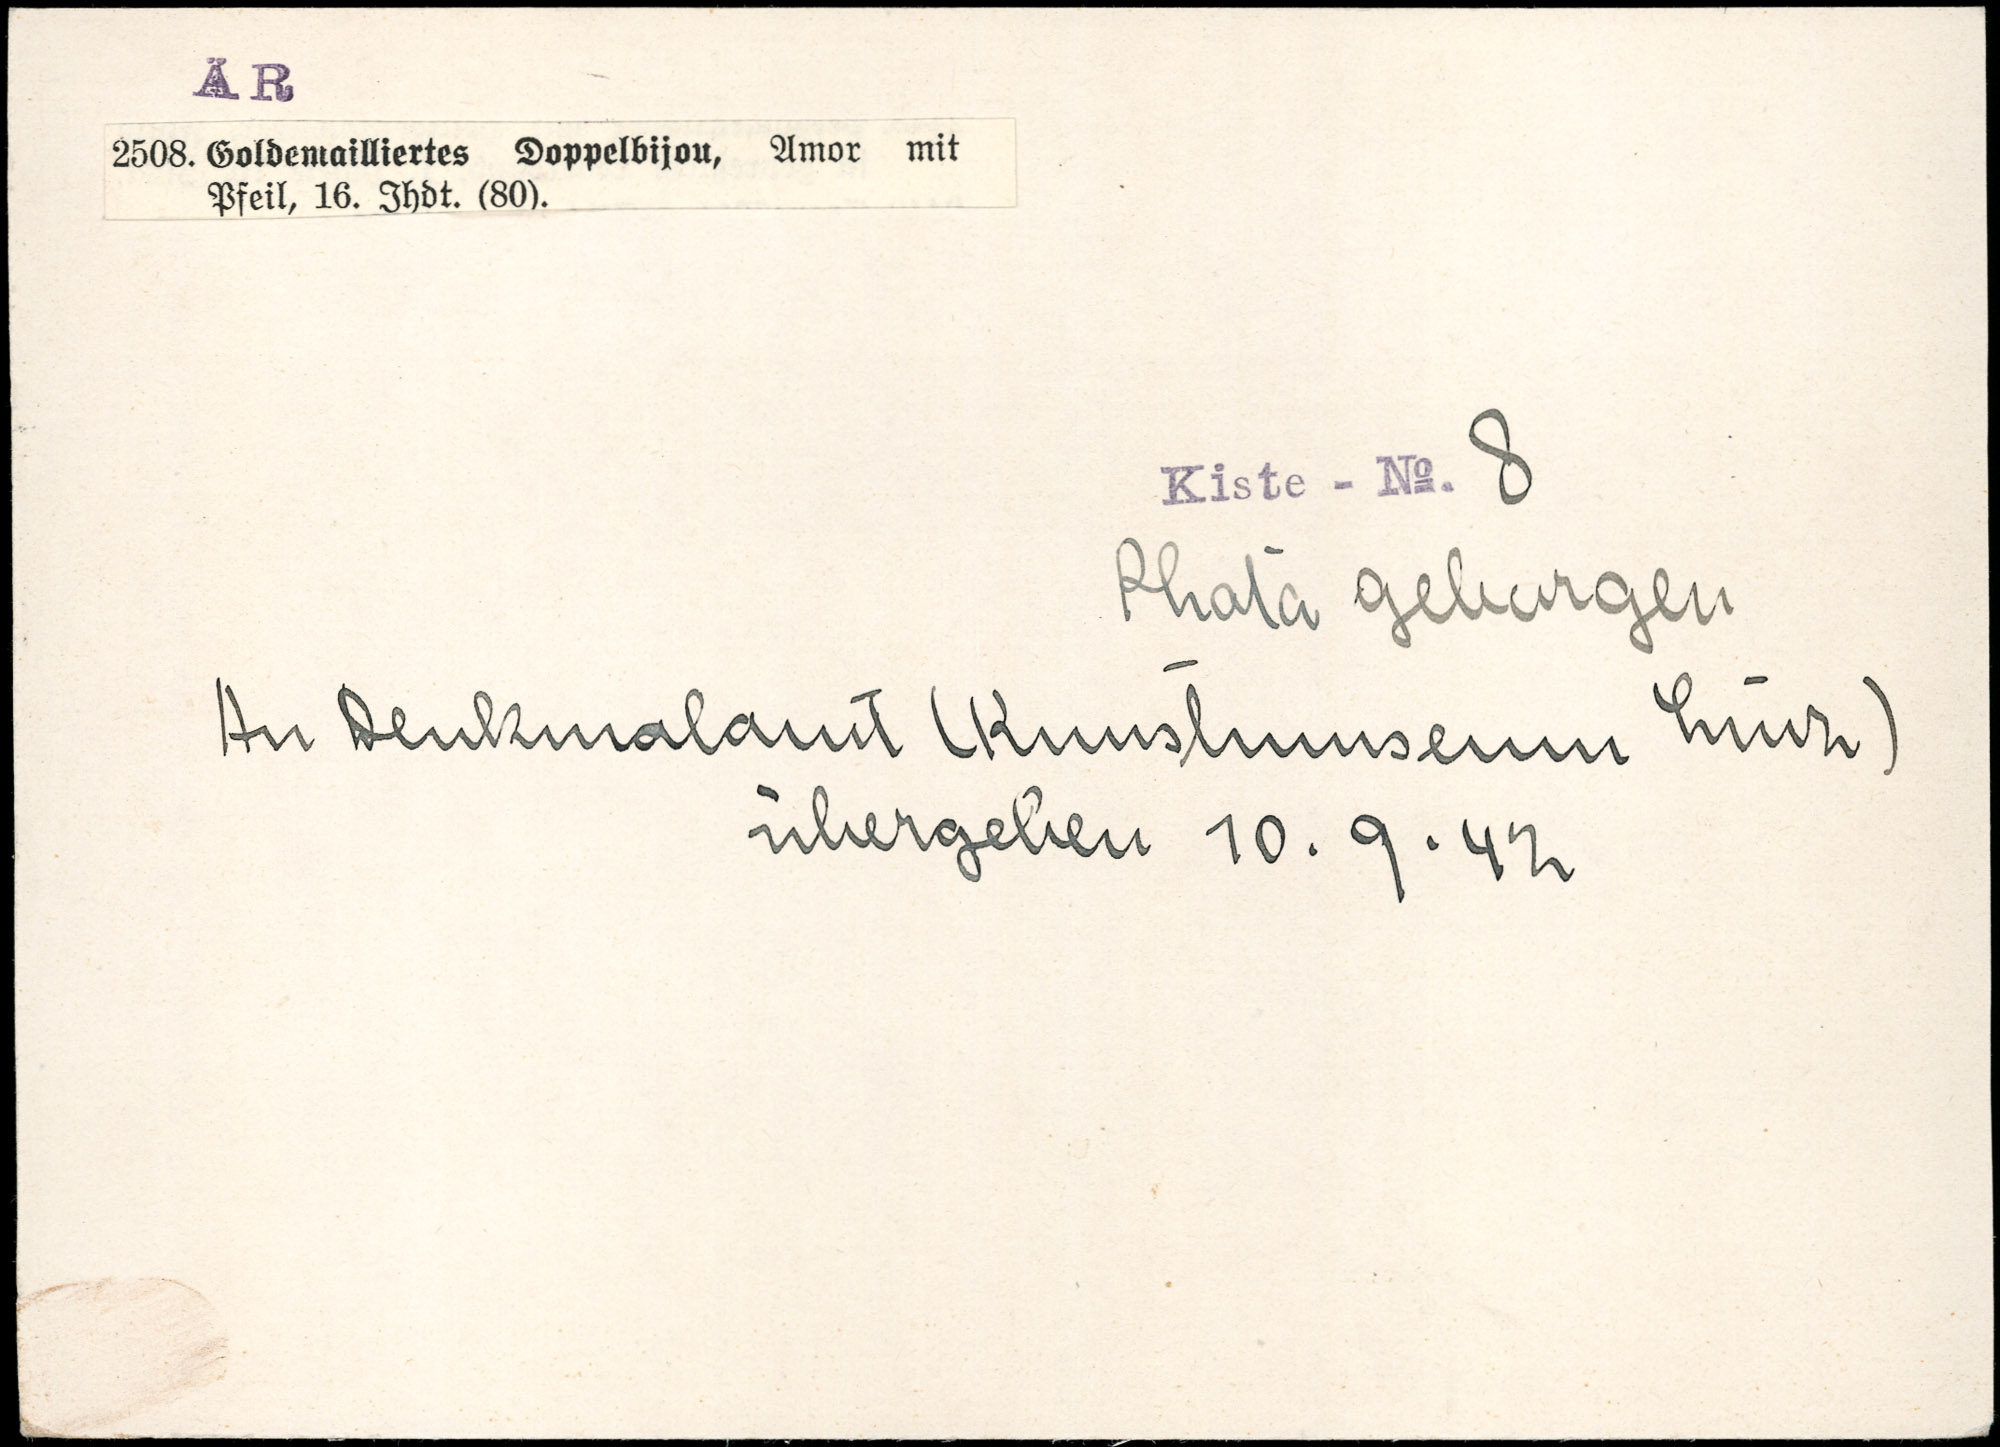 ÄR
2508. Goldemailliertes Doppelbijou, Amor mit
Pfeil, 16. Jhdt. (80).
Kiste - No. 8
Photo geborgen
An Denkmalamt (Kunstmuseum Linz)
übergeben 10. 9. 42